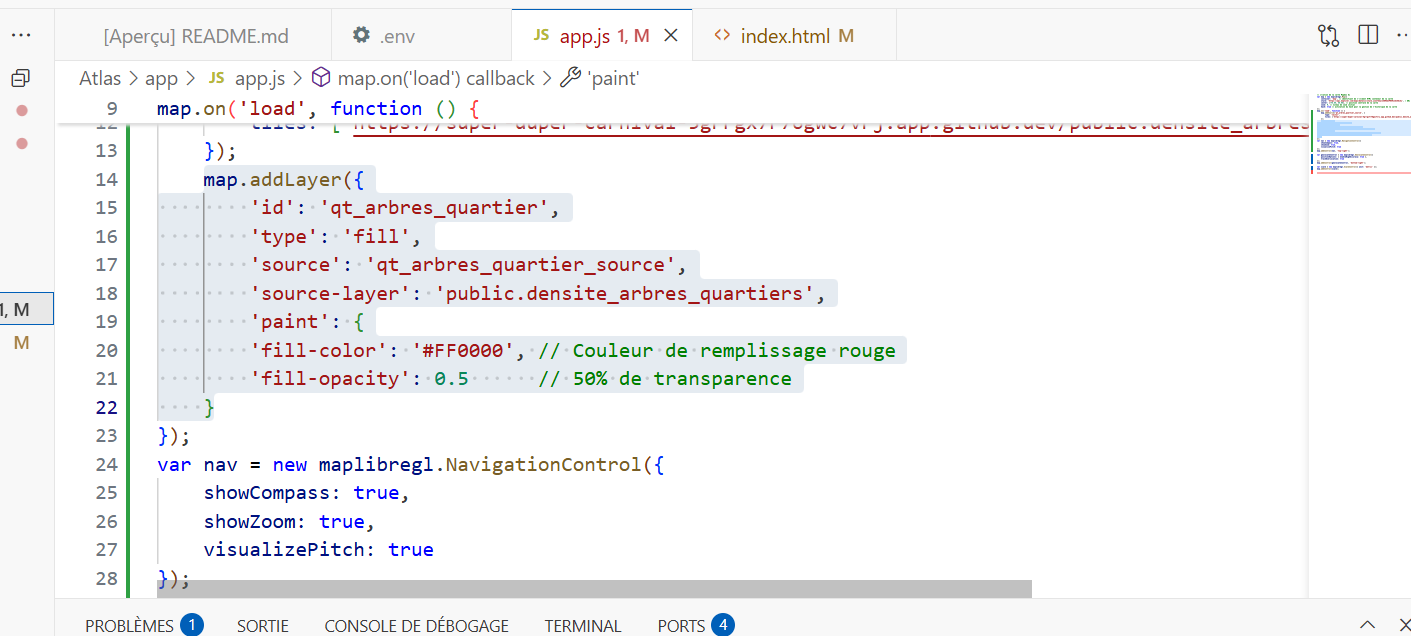 [Aperçu] README.md .env JS app.js 1, M index.html M
Atlas > app > JS app.js > map.on('load') callback > 'paint'
9 map.on('load', function () {
12 tiles: ["https://super-duper-carnival-
13 });
14 map.addLayer({
15 'id': 'qt_arbres_quartier',
16 'type': 'fill',
17 'source': 'qt_arbres_quartier_source',
18 'source-layer': 'public.densite_arbres_quartiers',
19 'paint': {
20 'fill-color': '#FF0000', // Couleur de remplissage rouge
21 'fill-opacity': 0.5 // 50% de transparence
22 }
23 });
24 var nav = new maplibregl.NavigationControl({
25 showCompass: true,
26 showZoom: true,
27 visualizePitch: true
28 });
1, M
M
PROBLÈMES 1 SORTIE CONSOLE DE DÉBOGAGE TERMINAL PORTS 4